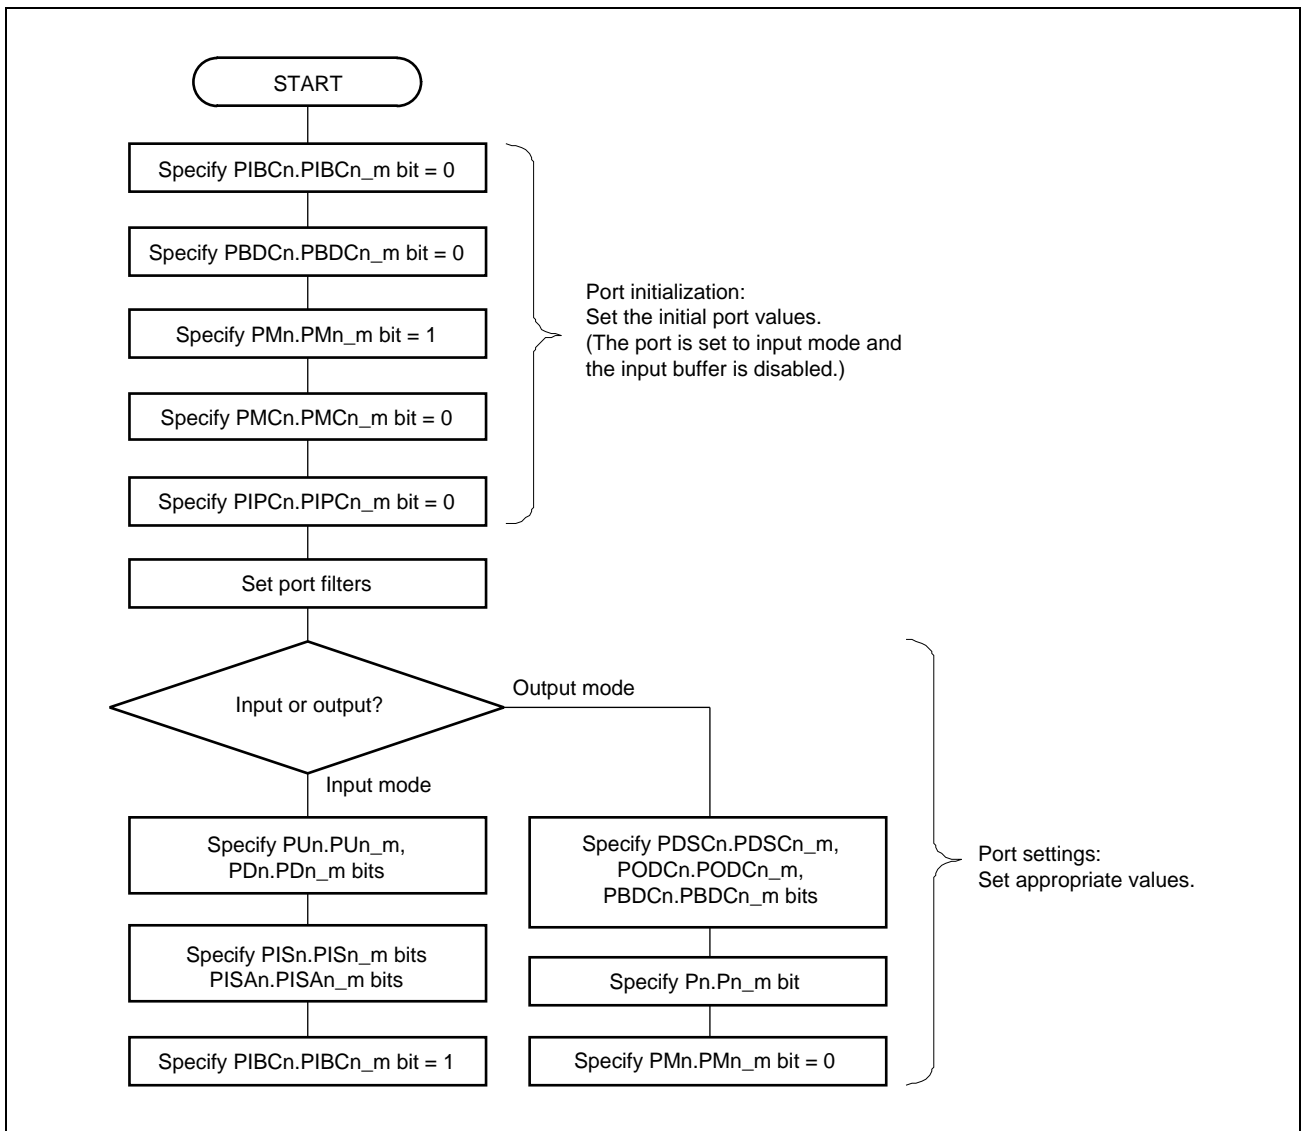 START
Specify PIBCn.PIBCn_m bit = 0
Specify PBDCn.PBDCn_m bit = 0
Specify PMn.PMn_m bit = 1
Specify PMCn.PMCn_m bit = 0
Specify PIPCn.PIPCn_m bit = 0
Port initialization:
Set the initial port values.
(The port is set to input mode and
the input buffer is disabled.)
Set port filters
Input or output?
Output mode
Input mode
Specify PUn.PUn_m,
PDn.PDn_m bits
Specify PISn.PISn_m bits
PISAn.PISAn_m bits
Specify PIBCn.PIBCn_m bit = 1
Specify PDSCn.PDSCn_m,
PODCn.PODCn_m,
PBDCn.PBDCn_m bits
Specify Pn.Pn_m bit
Specify PMn.PMn_m bit = 0
Port settings:
Set appropriate values.